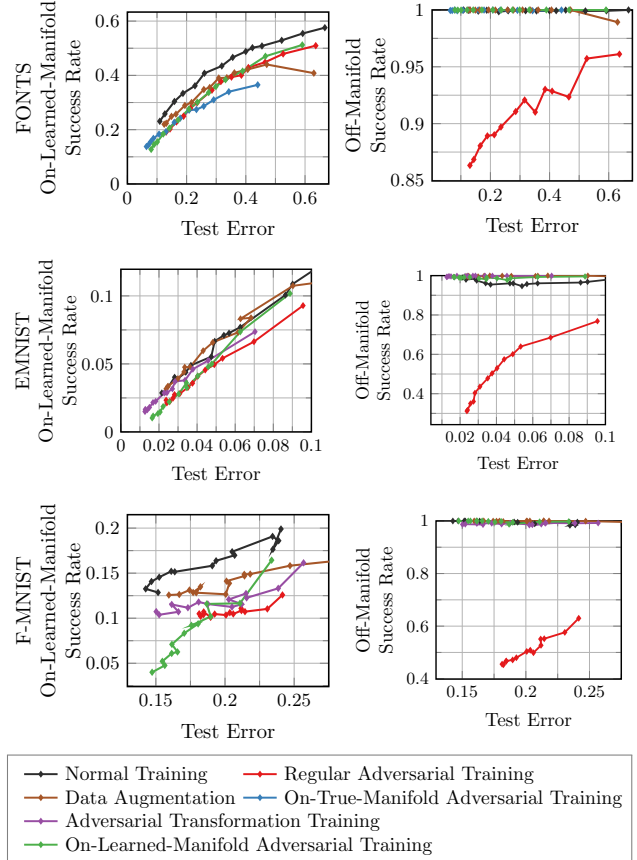 FONTS
On-Learned-Manifold
Success Rate
0.6
0.4
0.2
0
0 0.1 0.2 0.3 0.4 0.5 0.6
Test Error
Off-Manifold
Success Rate
1
0.95
0.9
0.85
0.2 0.4 0.6
Test Error
EMNIST
On-Learned-Manifold
Success Rate
0.1
0.05
0
0 0.02 0.04 0.06 0.08 0.1
Test Error
Off-Manifold
Success Rate
1
0.8
0.6
0.4
0.02 0.04 0.06 0.08 0.1
Test Error
F-MNIST
On-Learned-Manifold
Success Rate
0.2
0.15
0.1
0.05
0.15 0.2 0.25
Test Error
Off-Manifold
Success Rate
1
0.8
0.6
0.4
0.15 0.2 0.25
Test Error
Normal Training
Regular Adversarial Training
Data Augmentation
On-True-Manifold Adversarial Training
Adversarial Transformation Training
On-Learned-Manifold Adversarial Training